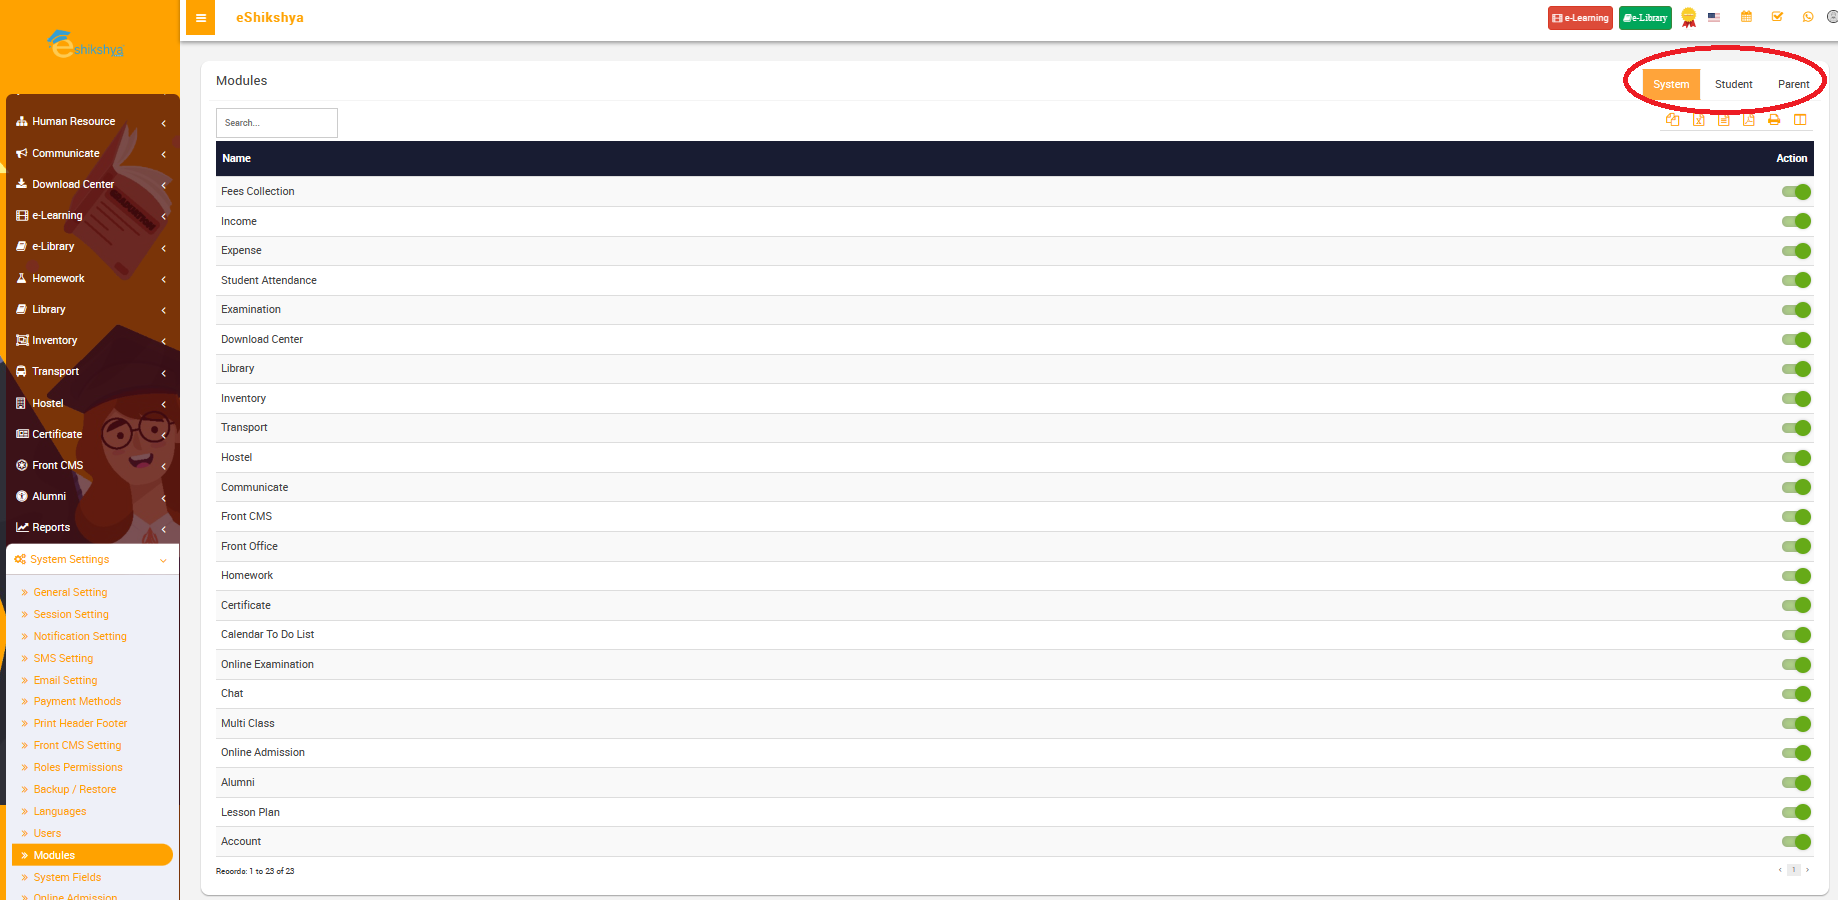 eshikshya
eShikshya
e-Learning
e-Library
Human Resource
Communicate
Download Center
e-Learning
e-Library
Homework
Library
Inventory
Transport
Hostel
Certificate
Front CMS
Alumni
Reports
System Settings
General Setting
Session Setting
Notification Setting
SMS Setting
Email Setting
Payment Methods
Print Header Footer
Front CMS Setting
Roles Permissions
Backup / Restore
Languages
Users
Modules
System Fields
Online Admission
Modules
System Student Parent
Search...
Name Action
Fees Collection
Income
Expense
Student Attendance
Examination
Download Center
Library
Inventory
Transport
Hostel
Communicate
Front CMS
Front Office
Homework
Certificate
Calendar To Do List
Online Examination
Chat
Multi Class
Online Admission
Alumni
Lesson Plan
Account
Records: 1 to 23 of 23
1